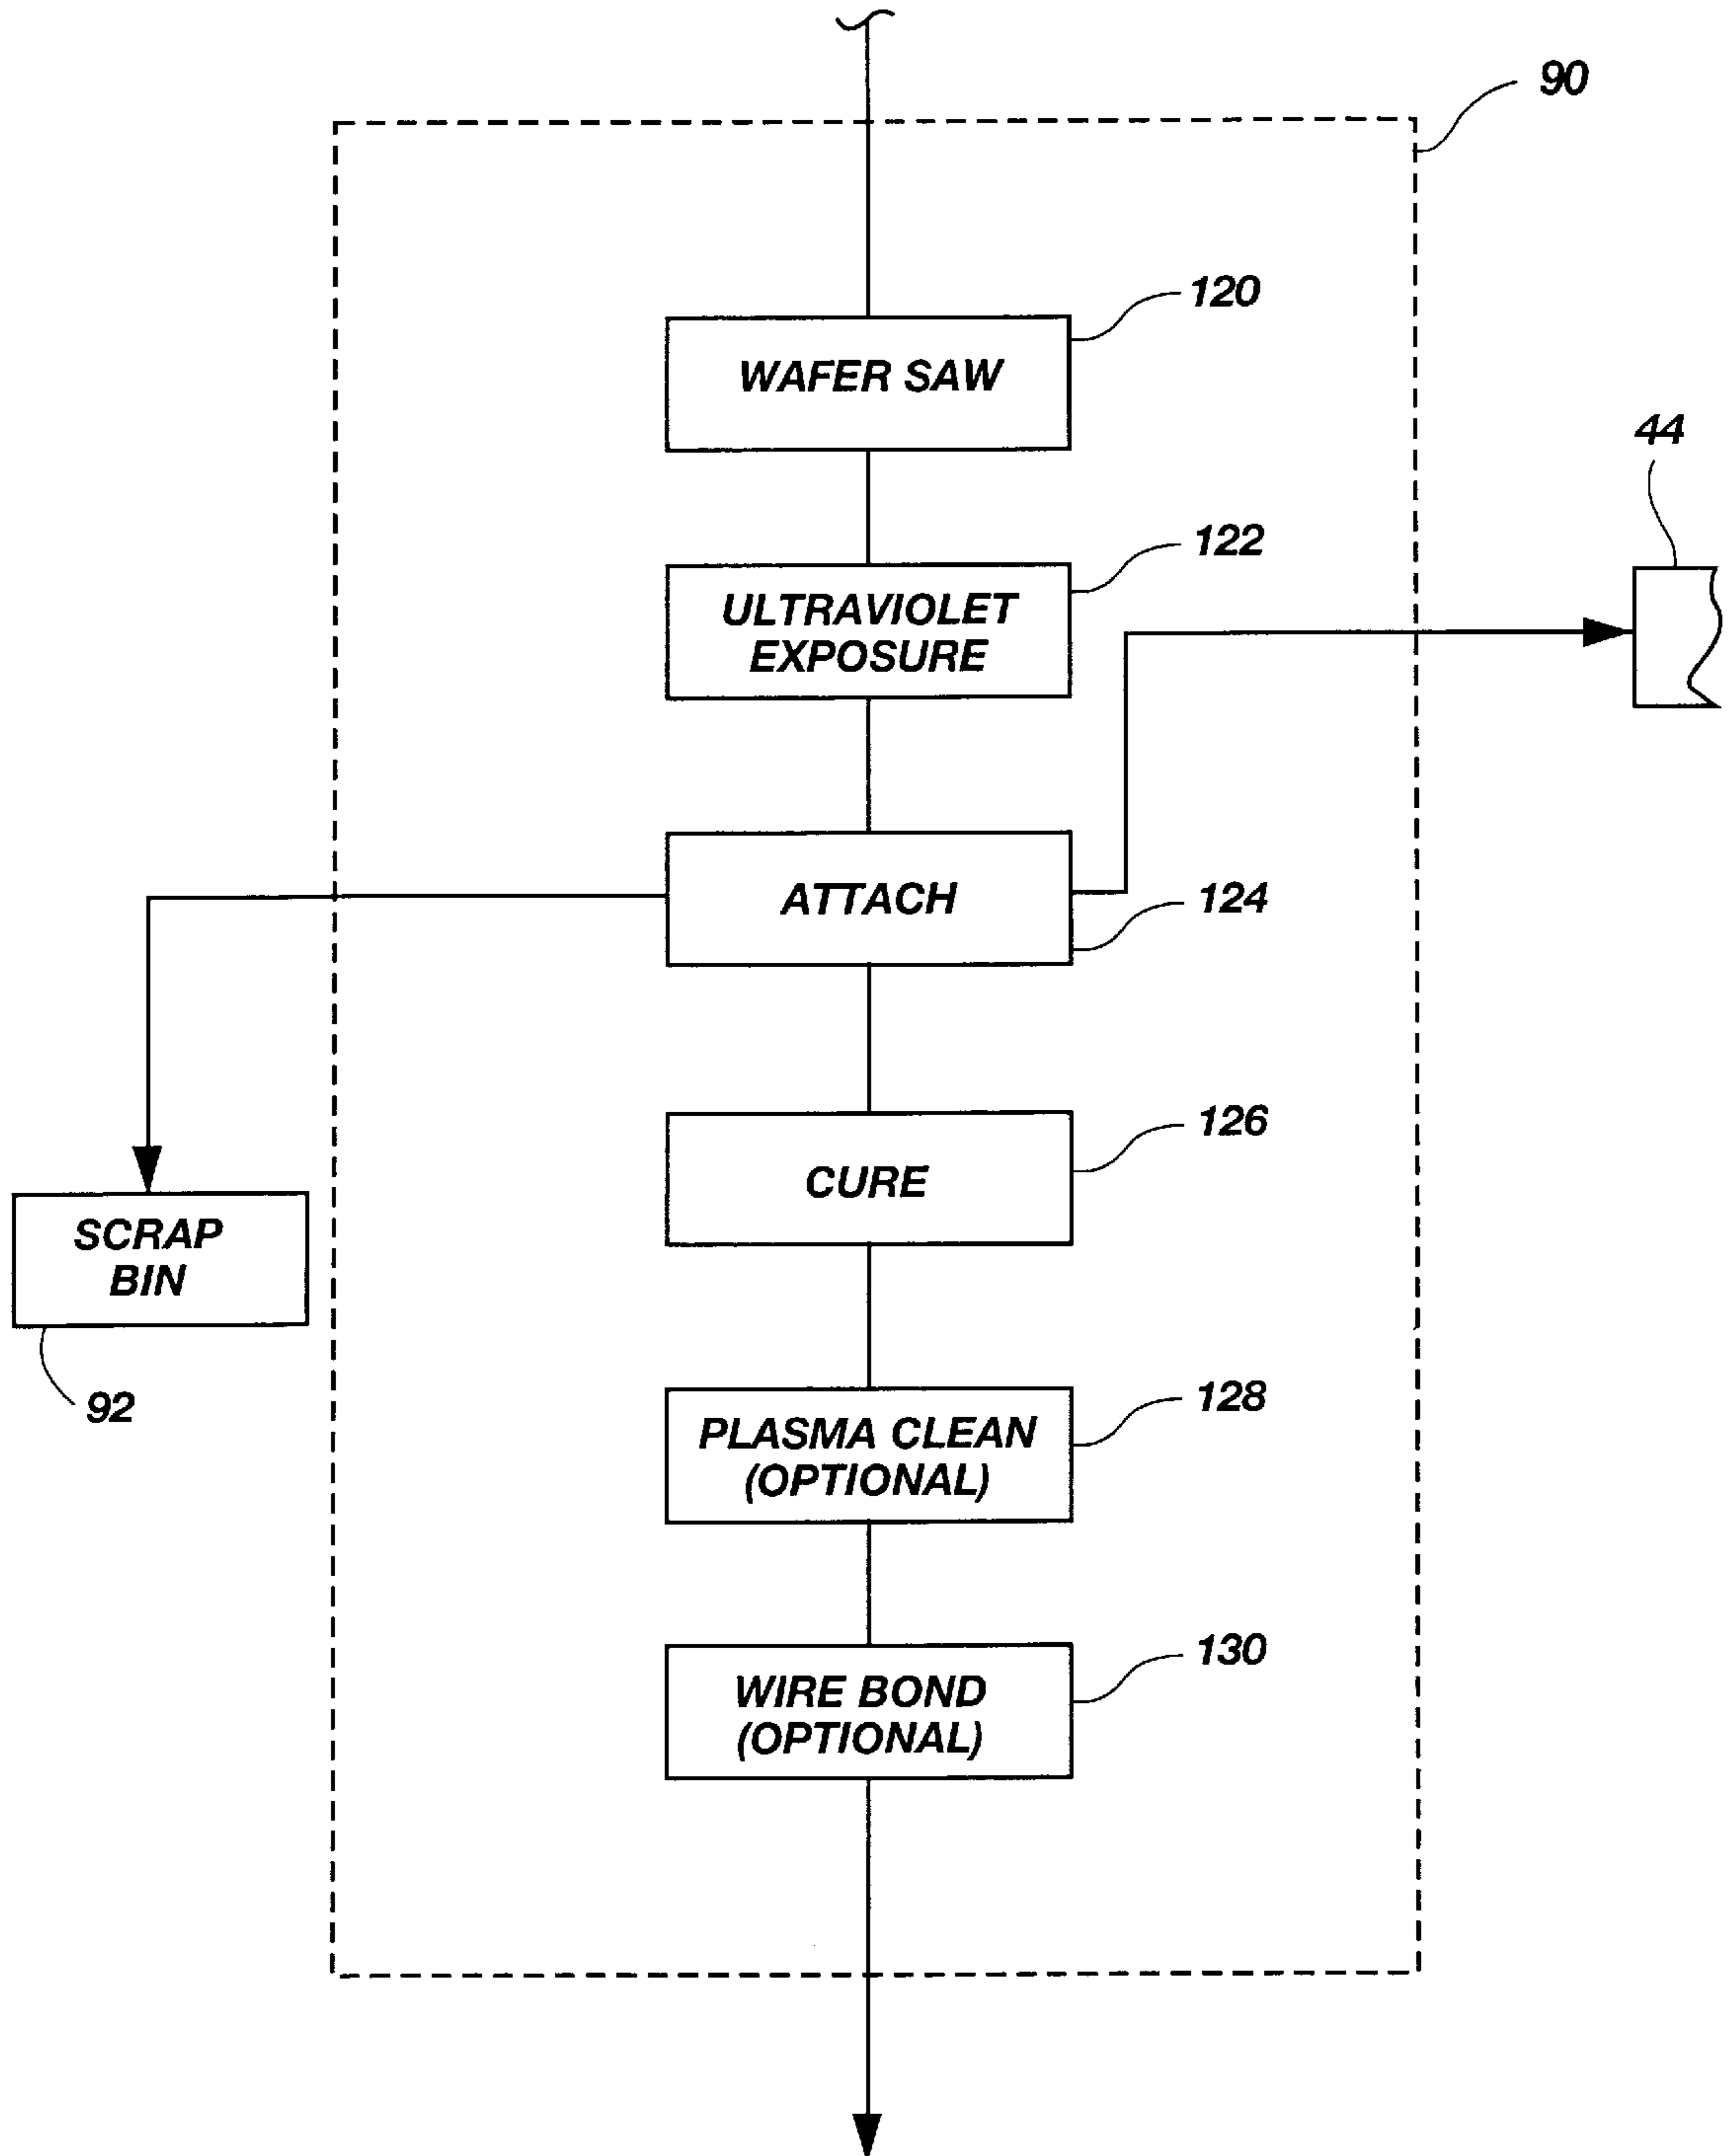 90
120
WAFER SAW
44
122
ULTRAVIOLET
EXPOSURE
ATTACH
124
126
CURE
SCRAP
BIN
92
128
PLASMA CLEAN
(OPTIONAL)
130
WIRE BOND
(OPTIONAL)